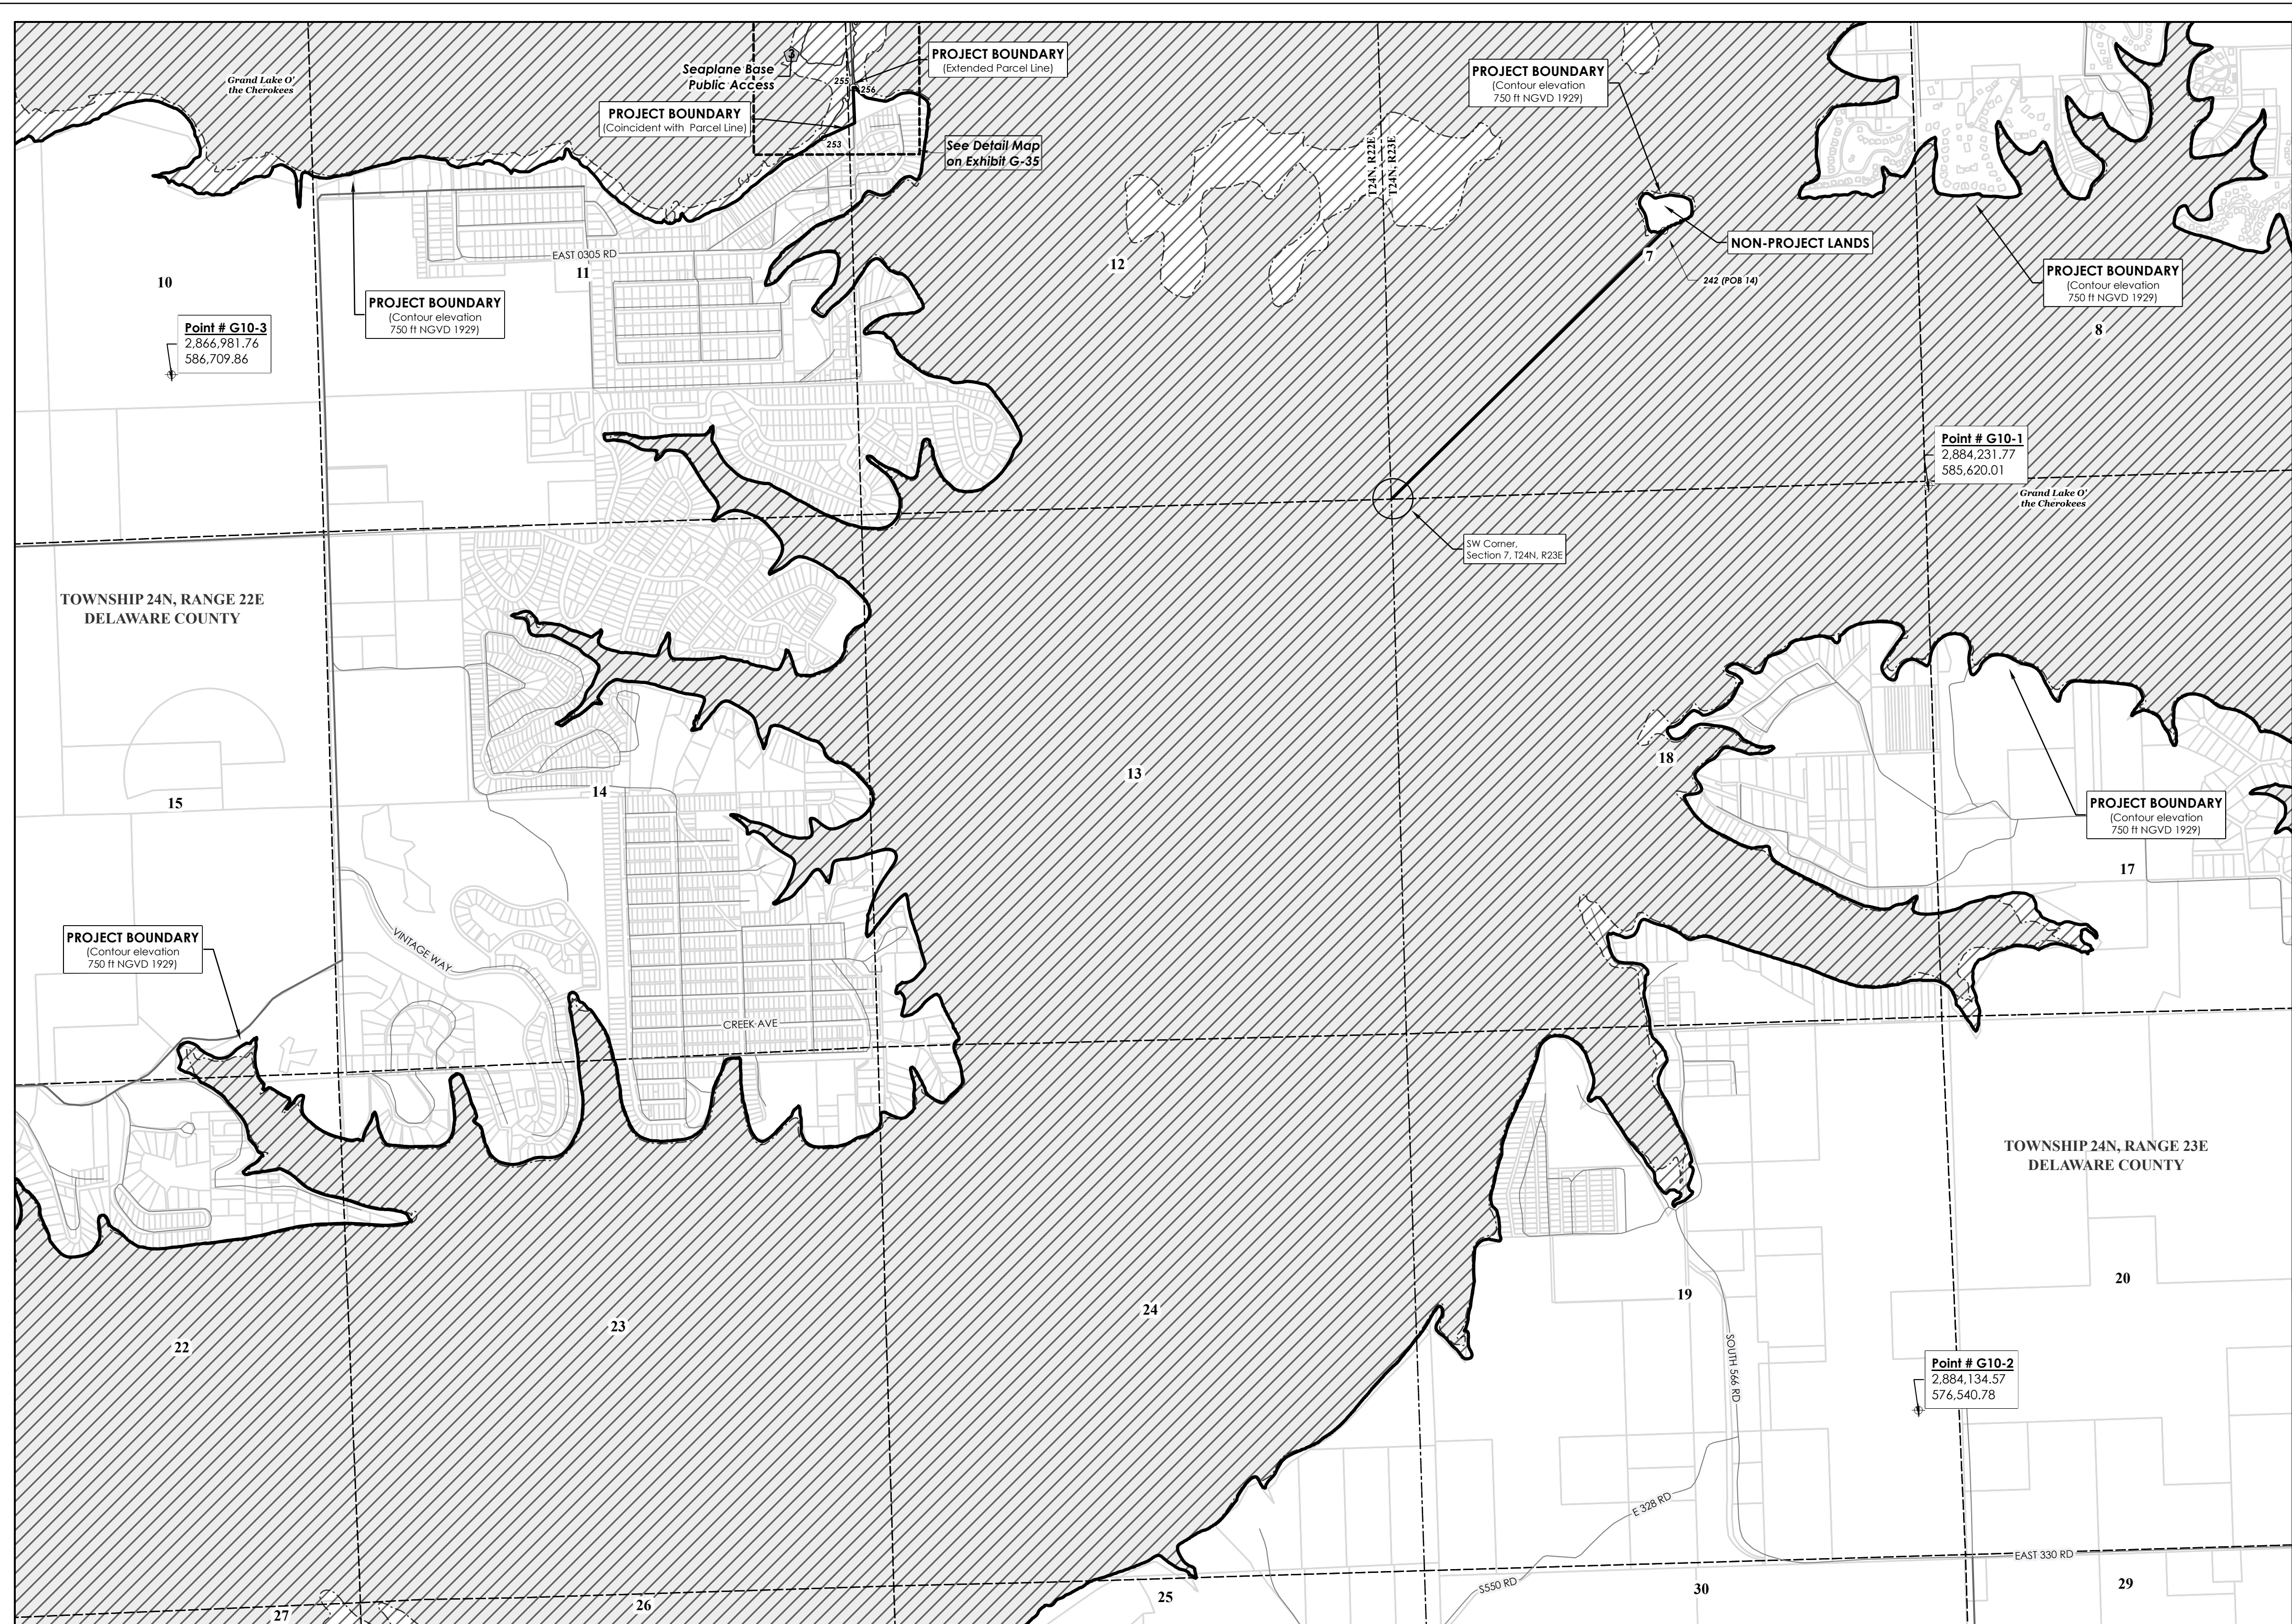 Grand Lake O'
the Cherokees
Seaplane Base
Public Access
3
PROJECT BOUNDARY
(Extended Parcel Line)
255
256
PROJECT BOUNDARY
(Coincident with Parcel Line)
253
See Detail Map
on Exhibit G-35
PROJECT BOUNDARY
(Contour elevation
750 ft NGVD 1929)
T24N, R22E
T24N, R23E
NON-PROJECT LANDS
7
242 (POB 14)
PROJECT BOUNDARY
(Contour elevation
750 ft NGVD 1929)
8
EAST 0305 RD
11
12
10
PROJECT BOUNDARY
(Contour elevation
750 ft NGVD 1929)
Point # G10-3
2,866,981.76
586,709.86
Point # G10-1
2,884,231.77
585,620.01
Grand Lake O'
the Cherokees
SW Corner,
Section 7, T24N, R23E
TOWNSHIP 24N, RANGE 22E
DELAWARE COUNTY
18
13
14
15
PROJECT BOUNDARY
(Contour elevation
750 ft NGVD 1929)
17
PROJECT BOUNDARY
(Contour elevation
750 ft NGVD 1929)
VINTAGE WAY
CREEK AVE
TOWNSHIP 24N, RANGE 23E
DELAWARE COUNTY
20
19
24
23
22
SOUTH 566 RD
Point # G10-2
2,884,134.57
576,540.78
E 328 RD
EAST 330 RD
S550 RD
30
29
25
26
27